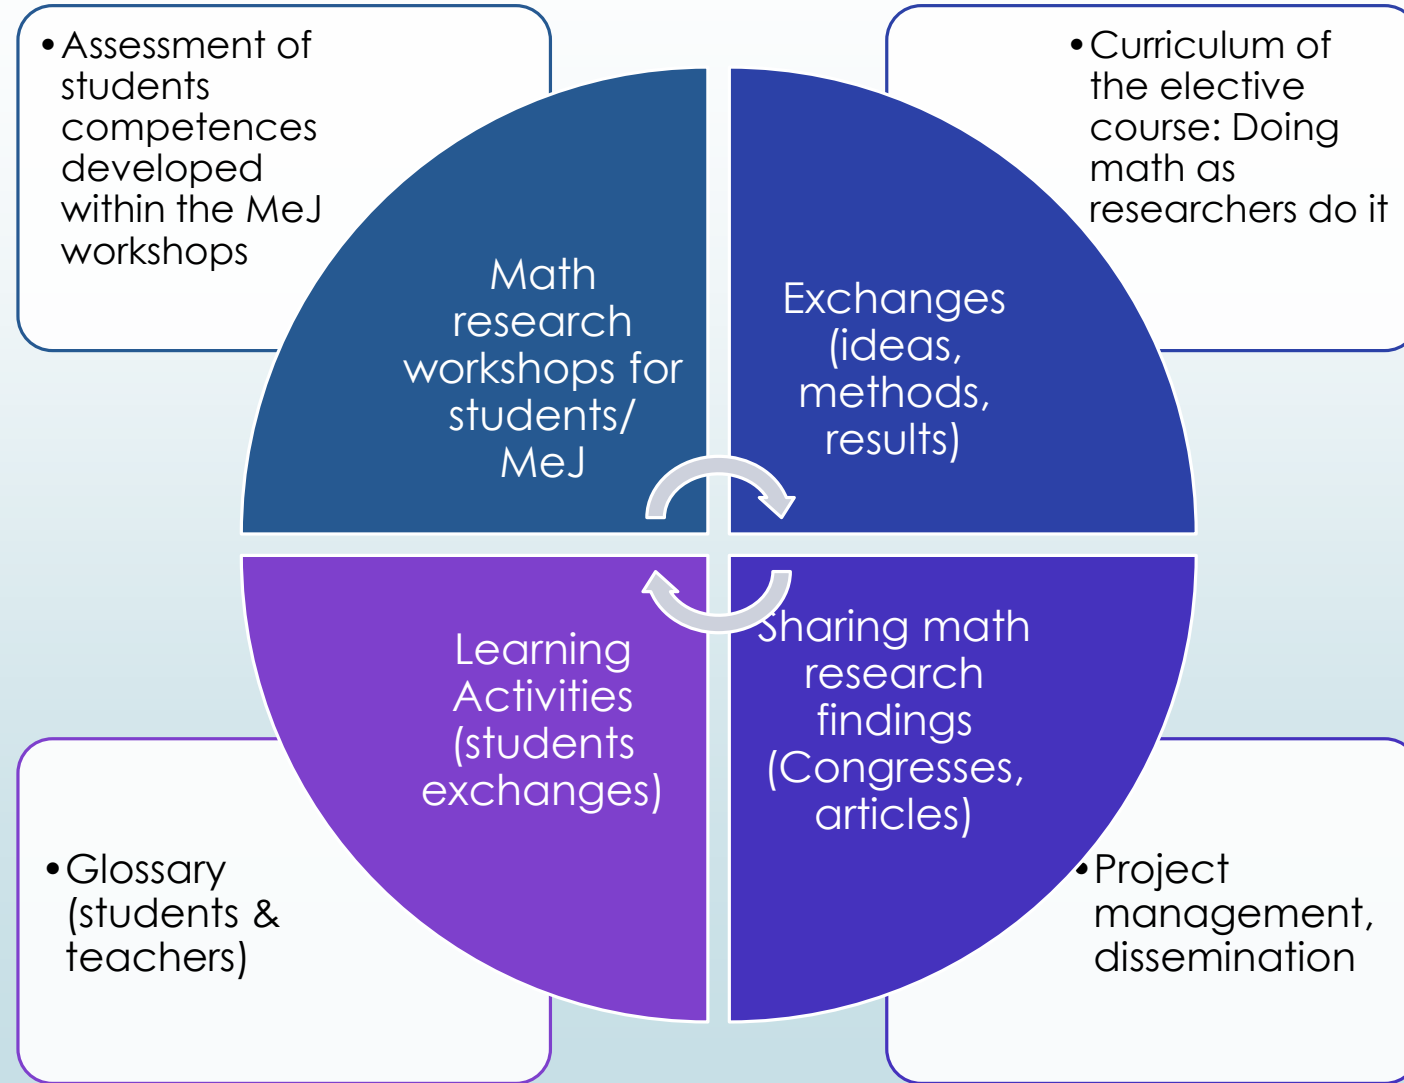 •Assessment of
students
competences
developed
within the MeJ
workshops
•Curriculum of
the elective
course: Doing
math as
researchers do it
Math
research
workshops for
students/
MeJ
Exchanges
(ideas,
methods,
results)
Learning
Activities
(students
exchanges)
Sharing math
research
findings
(Congresses,
articles)
•Glossary
(students &
teachers)
•Project
management,
dissemination